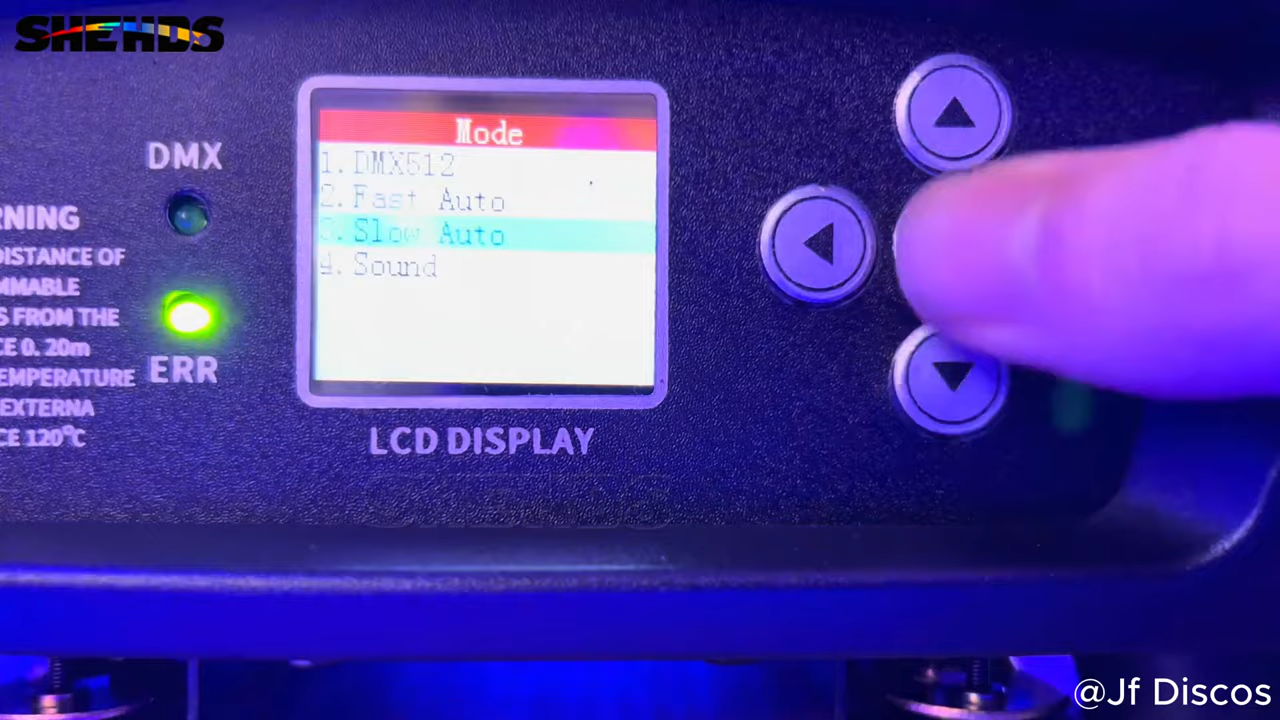 SHEHDS
DMX
RNING
DISTANCE OF
MMABLE
S FROM THE
CE 0. 20m
EMPERATURE
EXTERNA
CE 120°C
ERR
Mode
1.DMX512
2.Fast Auto
3.Slow Auto
4.Sound
LCD DISPLAY
@Jf Discos